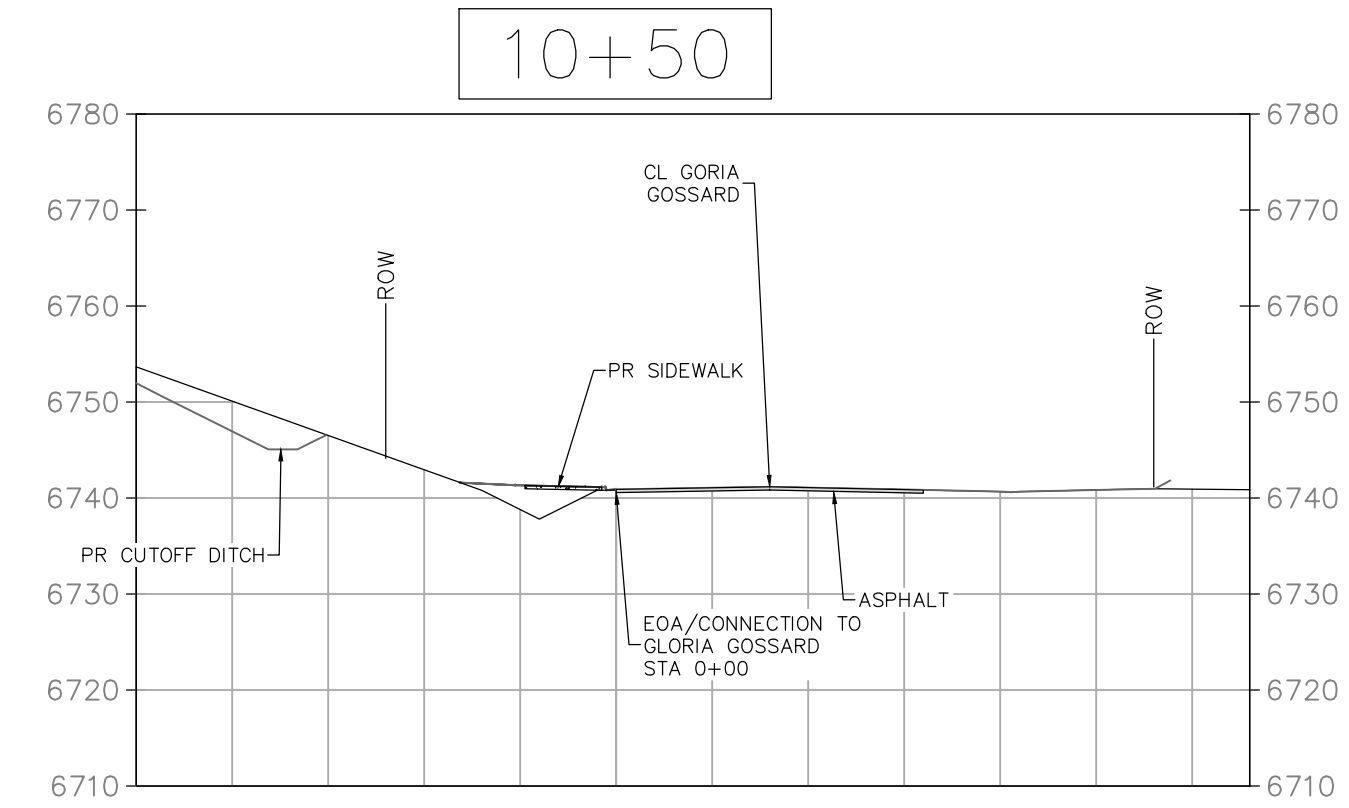 10+50
6780
6780
CL GORIA
GOSSARD
6770
6770
ROW
6760
6760
ROW
PR SIDEWALK
6750
6750
6740
6740
PR CUTOFF DITCH
6730
6730
ASPHALT
EOA/CONNECTION TO
GLORIA GOSSARD
STA 0+00
6720
6720
6710
6710